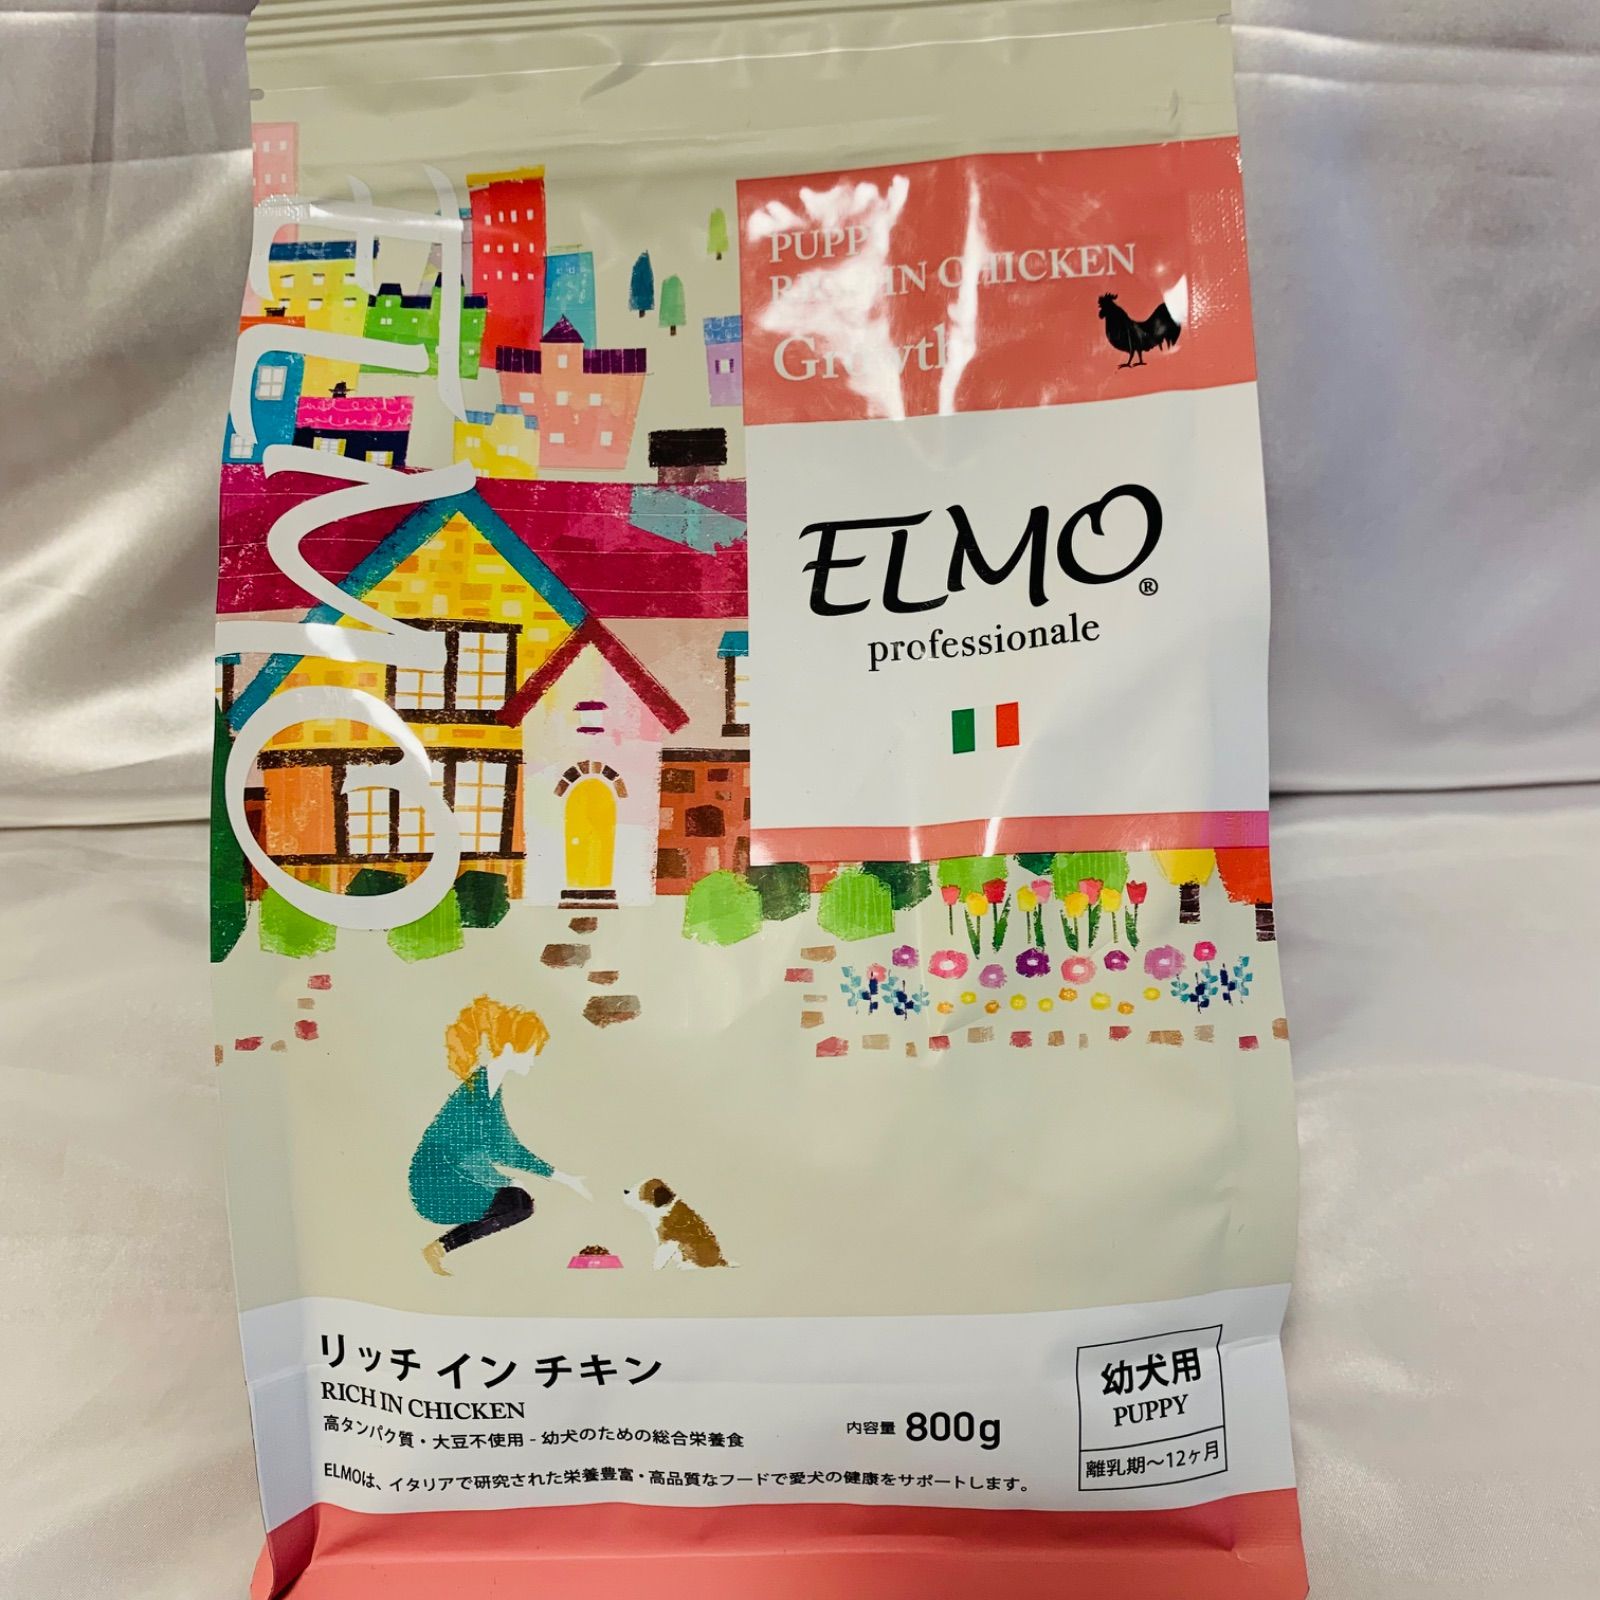 ELMO
PUPPY
RICH IN CHICKEN
Growth
ELMO®
professionale
リッチ イン チキン
RICH IN CHICKEN
高タンパク質・大豆不使用 - 幼犬のための総合栄養食
内容量 800g
ELMOは、イタリアで研究された栄養豊富・高品質なフードで愛犬の健康をサポートします。
幼犬用
PUPPY
離乳期～12ヶ月